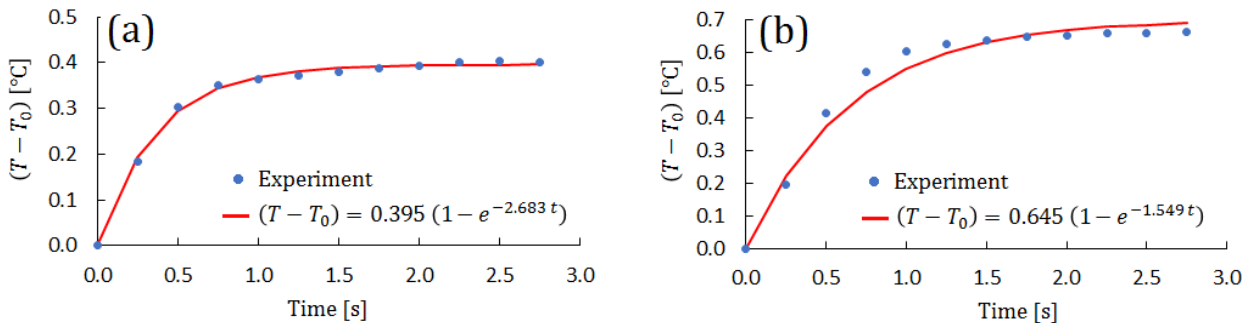 (a)
(T − T₀) [°C]
0.5
0.4
0.3
0.2
0.1
0.0
Experiment
(T − T₀) = 0.395 (1 − e^{−2.683 t})
0.0 0.5 1.0 1.5 2.0 2.5 3.0
Time [s]
(b)
(T − T₀) [°C]
0.7
0.6
0.5
0.4
0.3
0.2
0.1
0.0
Experiment
(T − T₀) = 0.645 (1 − e^{−1.549 t})
0.0 0.5 1.0 1.5 2.0 2.5 3.0
Time [s]